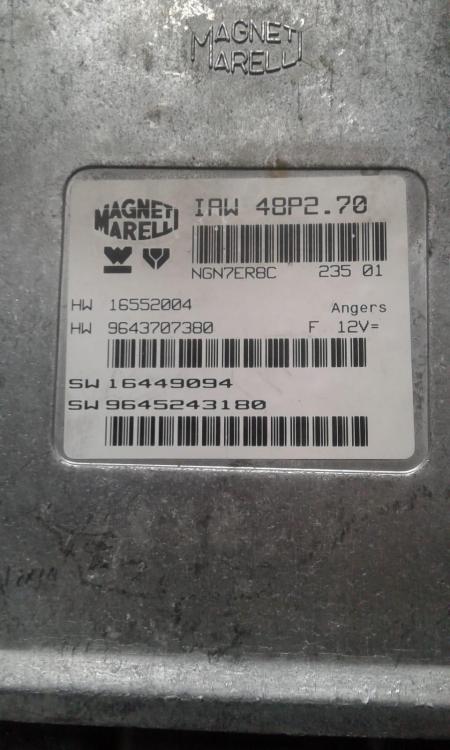 MAGNETI
MARELLI
MAGNETI
MARELLI
IAW 48P2.70
NGN7ER8C 235 01
HW 16552004 Angers
HW 9643707380 F 12V=
SW 16449094
SW 9645243180